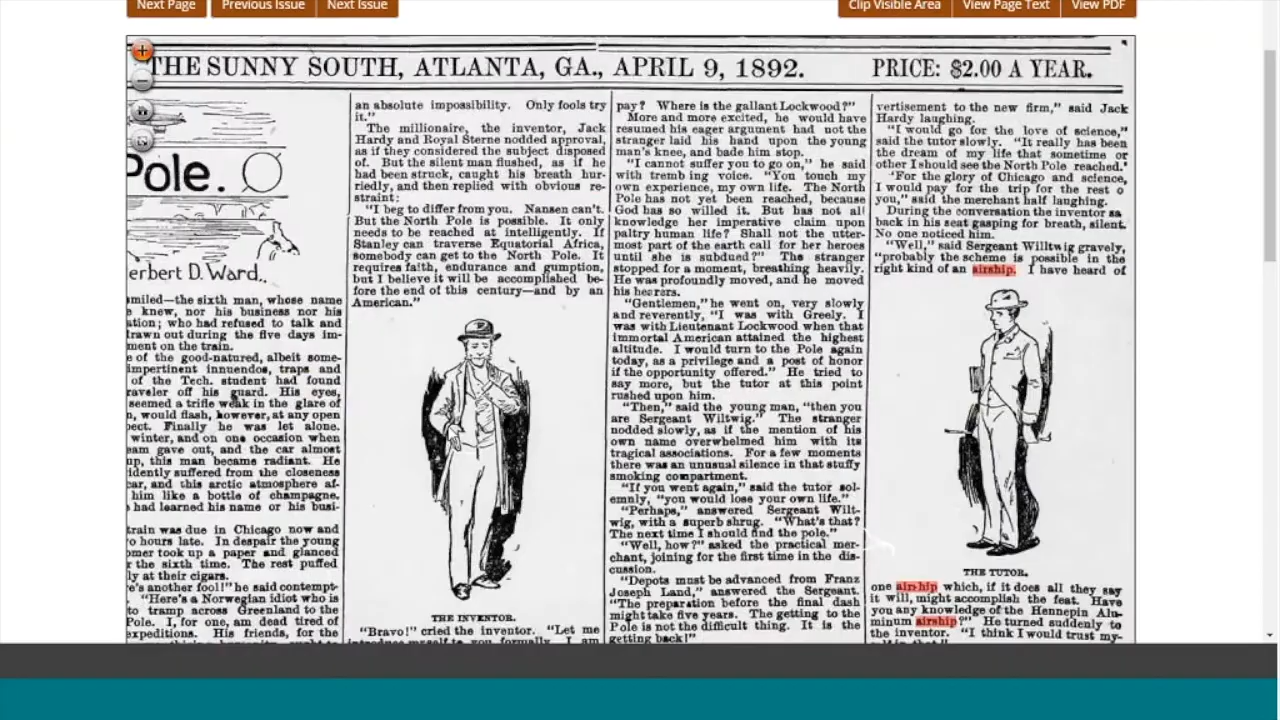 Next Page
Previous Issue
Next Issue
Clip Visible Area
View Page Text
View PDF
THE SUNNY SOUTH, ATLANTA, GA., APRIL 9, 1892.
PRICE: $2.00 A YEAR.
Pole.
erbert D. Ward.
smiled—the sixth man, whose name
e knew, nor his business nor his
ation; who had refused to talk and
drawn out during the five days im-
ment on the train.
e of the good-natured, albeit some-
impertinent innuendos, traps and
of the Tech. student had found
raveler off his guard. His eyes,
seemed a trifle weak in the glare of
n, would flash, however, at any open
pect. Finally he was let alone.
winter, and on one occasion when
eam gave out, and the car almost
up, this man became radiant. He
idently suffered from the closeness
car, and this arctic atmosphere af-
him like a bottle of champagne.
had learned his name or his busi-
train was due in Chicago now and
o hours late. In despair the young
omer took up a paper and glanced
r the sixth time. The rest puffed
ly at their cigars.
e's another fool!" he said contempt-
"Here's a Norwegian idiot who is
to tramp across Greenland to the
Pole. I, for one, am dead tired of
expeditions. His friends, for the
an absolute impossibility. Only fools try
it."
The millionaire, the inventor, Jack
Hardy and Royal Sterne nodded approval,
as if they considered the subject disposed
of. But the silent man flushed, as if he
had been struck, caught his breath hur-
riedly, and then replied with obvious re-
straint:
"I beg to differ from you. Nansen can't.
But the North Pole is possible. It only
needs to be reached at intelligently. If
Stanley can traverse Equatorial Africa,
somebody can get to the North Pole. It
requires faith, endurance and gumption,
but I believe it will be accomplished be-
fore the end of this century—and by an
American."
THE INVENTOR.
"Bravo!" cried the inventor. "Let me
introduce myself to you formally. I am
pay? Where is the gallant Lockwood?"
More and more excited, he would have
resumed his eager argument had not the
stranger laid his hand upon the young
man's knee, and bade him stop.
"I cannot suffer you to go on," he said
with tremb ing voice. "You touch my
own experience, my own life. The North
Pole has not yet been reached, because
God has so willed it. But has not all
knowledge her imperative claim upon
paltry human life? Shall not the utter-
most part of the earth call for her heroes
until she is subdued?" The stranger
stopped for a moment, breathing heavily.
He was profoundly moved, and he moved
his hearers.
"Gentlemen," he went on, very slowly
and reverently, "I was with Greely. I
was with Lieutenant Lockwood when that
immortal American attained the highest
altitude. I would turn to the Pole again
today, as a privilege and a post of honor
if the opportunity offered." He tried to
say more, but the tutor at this point
rushed upon him.
"Then," said the young man, "then you
are Sergeant Wiltwig." The stranger
nodded slowly, as if the mention of his
own name overwhelmed him with its
tragical associations. For a few moments
there was an unusual silence in that stuffy
smoking compartment.
"If you went again," said the tutor sol-
emnly, "you would lose your own life."
"Perhaps," answered Sergeant Wilt-
wig, with a superb shrug. "What's that?
The next time I should find the pole."
"Well, how?" asked the practical mer-
chant, joining for the first time in the dis-
cussion.
"Depots must be advanced from Franz
Joseph Land," answered the Sergeant.
"The preparation before the final dash
might take five years. The getting to the
Pole is not the difficult thing. It is the
getting back!"
vertisement to the new firm," said Jack
Hardy laughing.
"I would go for the love of science,"
said the tutor slowly. "It really has been
the dream of my life that sometime or
other I should see the North Pole reached."
"For the glory of Chicago and science,
I would pay for the trip for the rest o
you," said the merchant half laughing.
During the conversation the inventor sa
back in his seat gasping for breath, silent.
No one noticed him.
"Well," said Sergeant Willtwig gravely,
"probably the scheme is possible in the
right kind of an airship. I have heard of
THE TUTOR.
one airship which, if it does all they say
it will, might accomplish the feat. Have
you any knowledge of the Hennepin Alu-
minum airship?" He turned suddenly to
the inventor. "I think I would trust my-